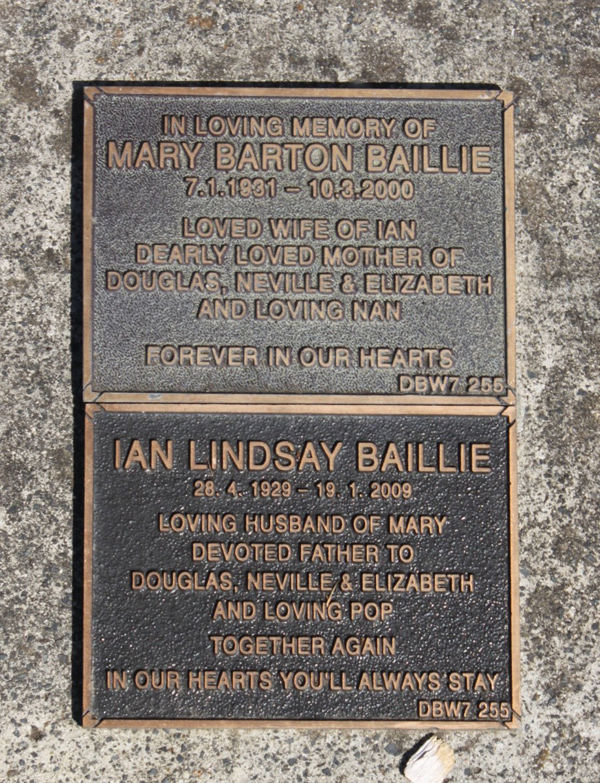 IN LOVING MEMORY OF
MARY BARTON BAILLIE
7.1.1931 - 10.3.2000
LOVED WIFE OF IAN
DEARLY LOVED MOTHER OF
DOUGLAS, NEVILLE & ELIZABETH
AND LOVING NAN
FOREVER IN OUR HEARTS
DBW7 255
IAN LINDSAY BAILLIE
28. 4. 1929 - 19. 1. 2009
LOVING HUSBAND OF MARY
DEVOTED FATHER TO
DOUGLAS, NEVILLE & ELIZABETH
AND LOVING POP
TOGETHER AGAIN
IN OUR HEARTS YOU'LL ALWAYS STAY
DBW7 255